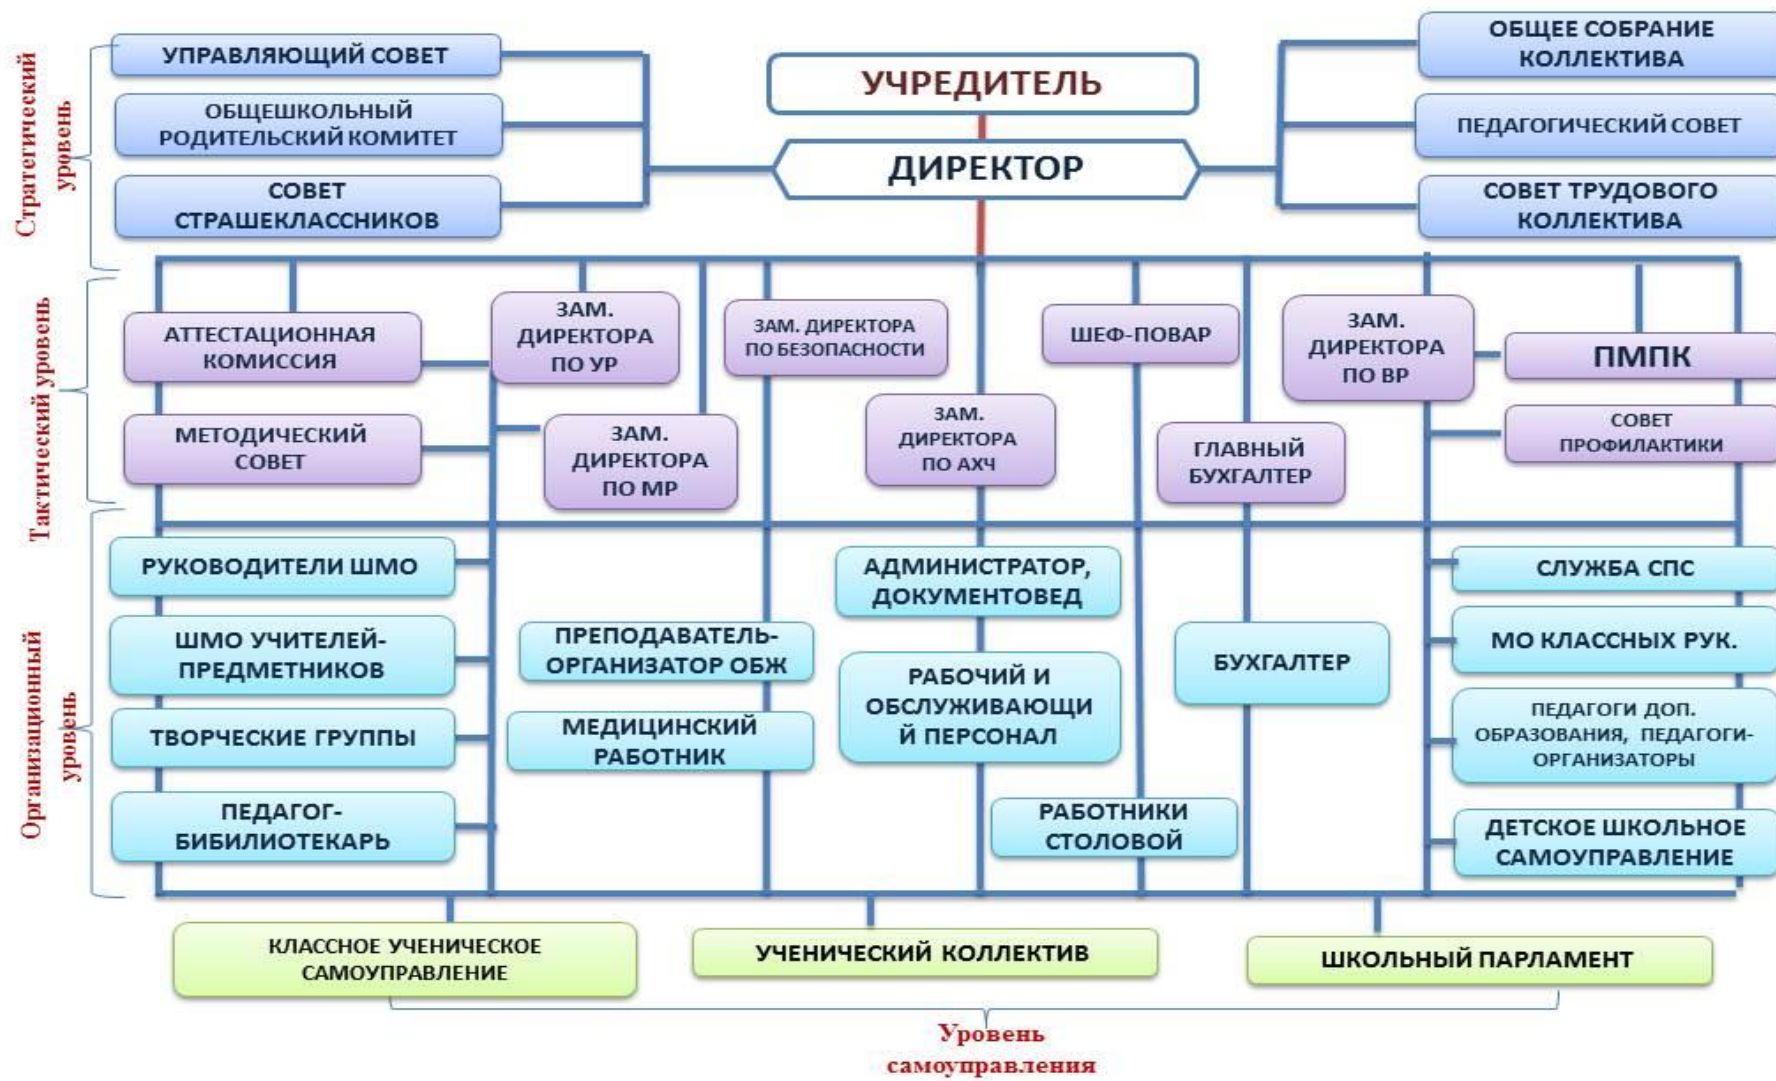 Стратегический
уровень
УПРАВЛЯЮЩИЙ СОВЕТ
ОБЩЕШКОЛЬНЫЙ
РОДИТЕЛЬСКИЙ КОМИТЕТ
СОВЕТ
СТРАШЕКЛАССНИКОВ
УЧРЕДИТЕЛЬ
ДИРЕКТОР
ОБЩЕЕ СОБРАНИЕ
КОЛЛЕКТИВА
ПЕДАГОГИЧЕСКИЙ СОВЕТ
СОВЕТ ТРУДОВОГО
КОЛЛЕКТИВА
Тактический уровень
АТТЕСТАЦИОННАЯ
КОМИССИЯ
МЕТОДИЧЕСКИЙ
СОВЕТ
ЗАМ.
ДИРЕКТОРА
ПО УР
ЗАМ.
ДИРЕКТОРА
ПО МР
ЗАМ. ДИРЕКТОРА
ПО БЕЗОПАСНОСТИ
ЗАМ.
ДИРЕКТОРА
ПО АХЧ
ШЕФ-ПОВАР
ГЛАВНЫЙ
БУХГАЛТЕР
ЗАМ.
ДИРЕКТОРА
ПО ВР
ПМПК
СОВЕТ
ПРОФИЛАКТИКИ
Организационный
уровень
РУКОВОДИТЕЛИ ШМО
ШМО УЧИТЕЛЕЙ-
ПРЕДМЕТНИКОВ
ТВОРЧЕСКИЕ ГРУППЫ
ПЕДАГОГ-
БИБИЛИОТЕКАРЬ
ПРЕПОДАВАТЕЛЬ-
ОРГАНИЗАТОР ОБЖ
МЕДИЦИНСКИЙ
РАБОТНИК
АДМИНИСТРАТОР,
ДОКУМЕНТОВЕД
РАБОЧИЙ И
ОБСЛУЖИВАЮЩИ
Й ПЕРСОНАЛ
РАБОТНИКИ
СТОЛОВОЙ
БУХГАЛТЕР
СЛУЖБА СПС
МО КЛАССНЫХ РУК.
ПЕДАГОГИ ДОП.
ОБРАЗОВАНИЯ, ПЕДАГОГИ-
ОРГАНИЗАТОРЫ
ДЕТСКОЕ ШКОЛЬНОЕ
САМОУПРАВЛЕНИЕ
КЛАССНОЕ УЧЕНИЧЕСКОЕ
САМОУПРАВЛЕНИЕ
УЧЕНИЧЕСКИЙ КОЛЛЕКТИВ
ШКОЛЬНЫЙ ПАРЛАМЕНТ
Уровень
самоуправления